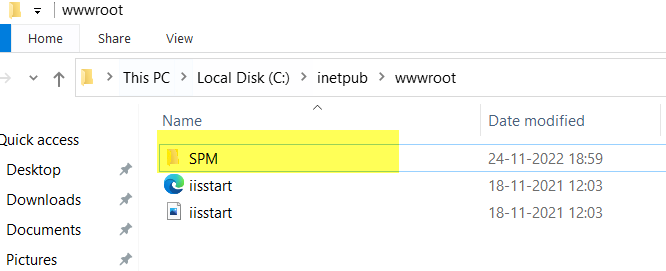 wwwroot
Home Share View
This PC Local Disk (C:) inetpub wwwroot
Name Date modified
Quick access
SPM 24-11-2022 18:59
Desktop
iisstart 18-11-2021 12:03
Downloads
iisstart 18-11-2021 12:03
Documents
Pictures